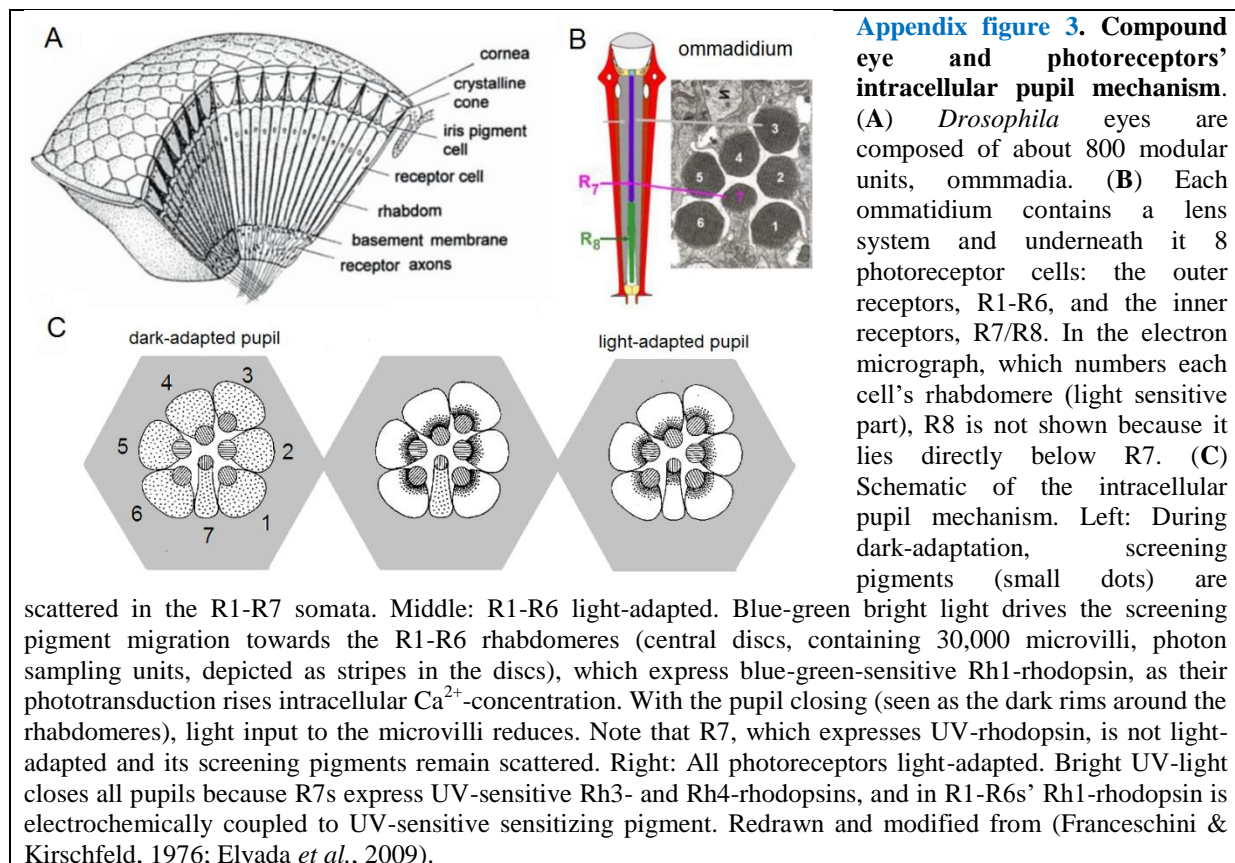 A
cornea
crystalline
cone
iris pigment
cell
receptor cell
rhabdom
basement membrane
receptor axons
B
ommadidium
R7
R8
3
4
5
2
7
6
1
C
dark-adapted pupil
light-adapted pupil
4
3
5
2
6
7
1
Appendix figure 3. Compound
eye and photoreceptors’
intracellular pupil mechanism.
(A) Drosophila eyes are
composed of about 800 modular
units, ommmadia. (B) Each
ommatidium contains a lens
system and underneath it 8
photoreceptor cells: the outer
receptors, R1-R6, and the inner
receptors, R7/R8. In the electron
micrograph, which numbers each
cell’s rhabdomere (light sensitive
part), R8 is not shown because it
lies directly below R7. (C)
Schematic of the intracellular
pupil mechanism. Left: During
dark-adaptation, screening
pigments (small dots) are
scattered in the R1-R7 somata. Middle: R1-R6 light-adapted. Blue-green bright light drives the screening
pigment migration towards the R1-R6 rhabdomeres (central discs, containing 30,000 microvilli, photon
sampling units, depicted as stripes in the discs), which express blue-green-sensitive Rh1-rhodopsin, as their
phototransduction rises intracellular Ca²⁺-concentration. With the pupil closing (seen as the dark rims around the
rhabdomeres), light input to the microvilli reduces. Note that R7, which expresses UV-rhodopsin, is not light-
adapted and its screening pigments remain scattered. Right: All photoreceptors light-adapted. Bright UV-light
closes all pupils because R7s express UV-sensitive Rh3- and Rh4-rhodopsins, and in R1-R6s’ Rh1-rhodopsin is
electrochemically coupled to UV-sensitive sensitizing pigment. Redrawn and modified from (Franceschini &
Kirschfeld, 1976; Elyada et al., 2009).